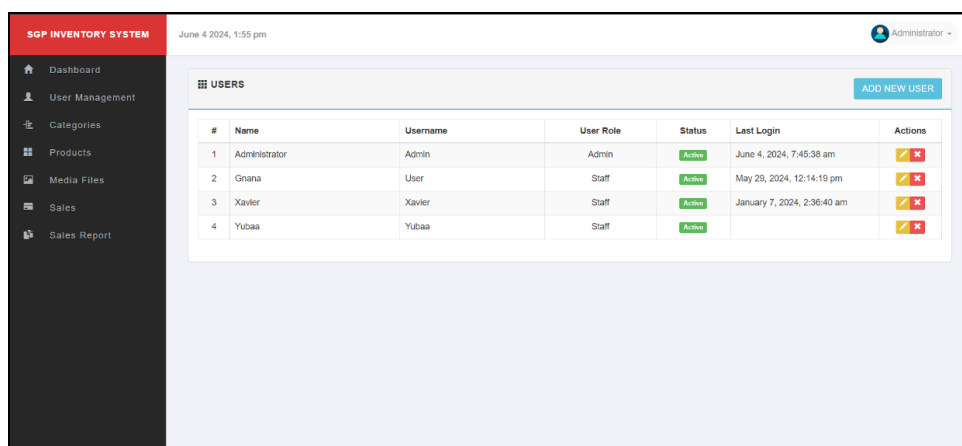 SGP INVENTORY SYSTEM
June 4 2024, 1:55 pm
Administrator
Dashboard
User Management
Categories
Products
Media Files
Sales
Sales Report
USERS
ADD NEW USER
# Name Username User Role Status Last Login Actions
1 Administrator Admin Admin Active June 4, 2024, 7:45:38 am
2 Gnana User Staff Active May 29, 2024, 12:14:19 pm
3 Xavier Xavier Staff Active January 7, 2024, 2:36:40 am
4 Yubaa Yubaa Staff Active